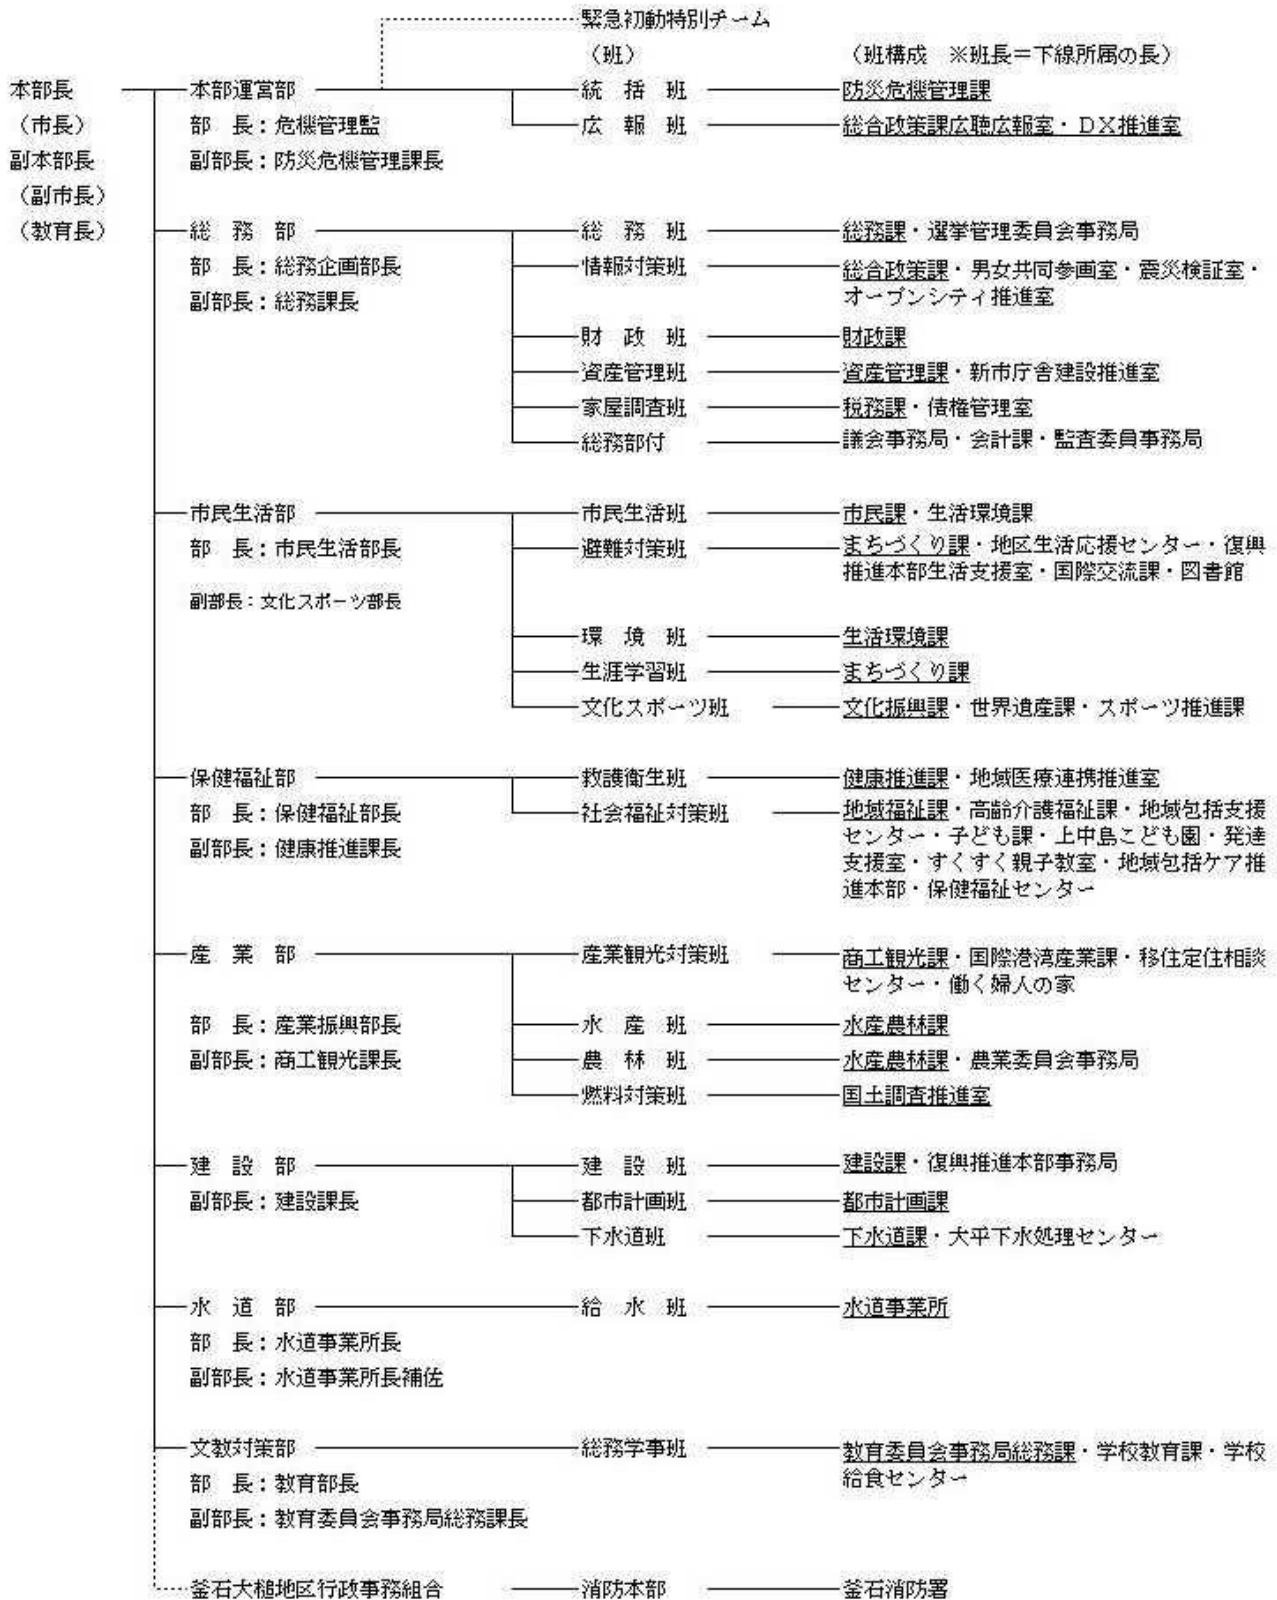 緊急初動特別チーム
（班）　（班構成　※班長＝下線所属の長）
本部長　本部運営部　統　括　班　防災危機管理課
（市長）　部　長：危機管理監　広　報　班　総合政策課広聴広報室・ＤＸ推進室
副本部長　副部長：防災危機管理課長
（副市長）
（教育長）　総　務　部　総　務　班　総務課・選挙管理委員会事務局
部　長：総務企画部長　情報対策班　総合政策課・男女共同参画室・震災検証室・
オープンシティ推進室
副部長：総務課長
財　政　班　財政課
資産管理班　資産管理課・新市庁舎建設推進室
家屋調査班　税務課・債権管理室
総務部付　議会事務局・会計課・監査委員事務局
市民生活部　市民生活班　市民課・生活環境課
部　長：市民生活部長　避難対策班　まちづくり課・地区生活応援センター・復興
推進本部生活支援室・国際交流課・図書館
副部長：文化スポーツ部長
環　境　班　生活環境課
生涯学習班　まちづくり課
文化スポーツ班　文化振興課・世界遺産課・スポーツ推進課
保健福祉部　救護衛生班　健康推進課・地域医療連携推進室
部　長：保健福祉部長　社会福祉対策班　地域福祉課・高齢介護福祉課・地域包括支援
センター・子ども課・上中島こども園・発達
副部長：健康推進課長　支援室・すくすく親子教室・地域包括ケア推
進本部・保健福祉センター
産　業　部　産業観光対策班　商工観光課・国際港湾産業課・移住定住相談
センター・働く婦人の家
部　長：産業振興部長　水　産　班　水産農林課
副部長：商工観光課長　農　林　班　水産農林課・農業委員会事務局
燃料対策班　国土調査推進室
建　設　部　建　設　班　建設課・復興推進本部事務局
副部長：建設課長　都市計画班　都市計画課
下水道班　下水道課・大平下水処理センター
水　道　部　給　水　班　水道事業所
部　長：水道事業所長
副部長：水道事業所長補佐
文教対策部　総務学事班　教育委員会事務局総務課・学校教育課・学校
給食センター
部　長：教育部長
副部長：教育委員会事務局総務課長
釜石大槌地区行政事務組合　消防本部　釜石消防署